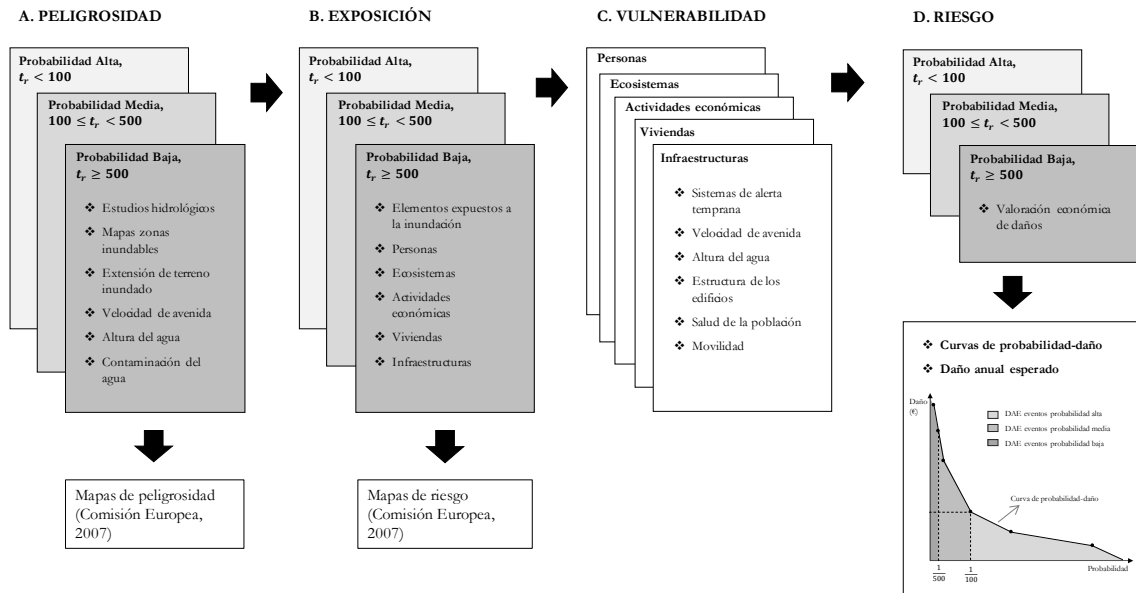 A. PELIGROSIDAD
Probabilidad Alta,
t_r < 100
Probabilidad Media,
100 ≤ t_r < 500
Probabilidad Baja,
t_r ≥ 500
❖ Estudios hidrológicos
❖ Mapas zonas
inundables
❖ Extensión de terreno
inundado
❖ Velocidad de avenida
❖ Altura del agua
❖ Contaminación del
agua
Mapas de peligrosidad
(Comisión Europea,
2007)
B. EXPOSICIÓN
Probabilidad Alta,
t_r < 100
Probabilidad Media,
100 ≤ t_r < 500
Probabilidad Baja,
t_r ≥ 500
❖ Elementos expuestos a
la inundación
❖ Personas
❖ Ecosistemas
❖ Actividades
económicas
❖ Viviendas
❖ Infraestructuras
Mapas de riesgo
(Comisión Europea,
2007)
C. VULNERABILIDAD
Personas
Ecosistemas
Actividades económicas
Viviendas
Infraestructuras
❖ Sistemas de alerta
temprana
❖ Velocidad de avenida
❖ Altura del agua
❖ Estructura de los
edificios
❖ Salud de la población
❖ Movilidad
D. RIESGO
Probabilidad Alta,
t_r < 100
Probabilidad Media,
100 ≤ t_r < 500
Probabilidad Baja,
t_r ≥ 500
❖ Valoración económica
de daños
❖ Curvas de probabilidad-daño
❖ Daño anual esperado
Daño
(€)
DAE eventos probabilidad alta
DAE eventos probabilidad media
DAE eventos probabilidad baja
Curva de probabilidad-daño
Probabilidad
1/500
1/100